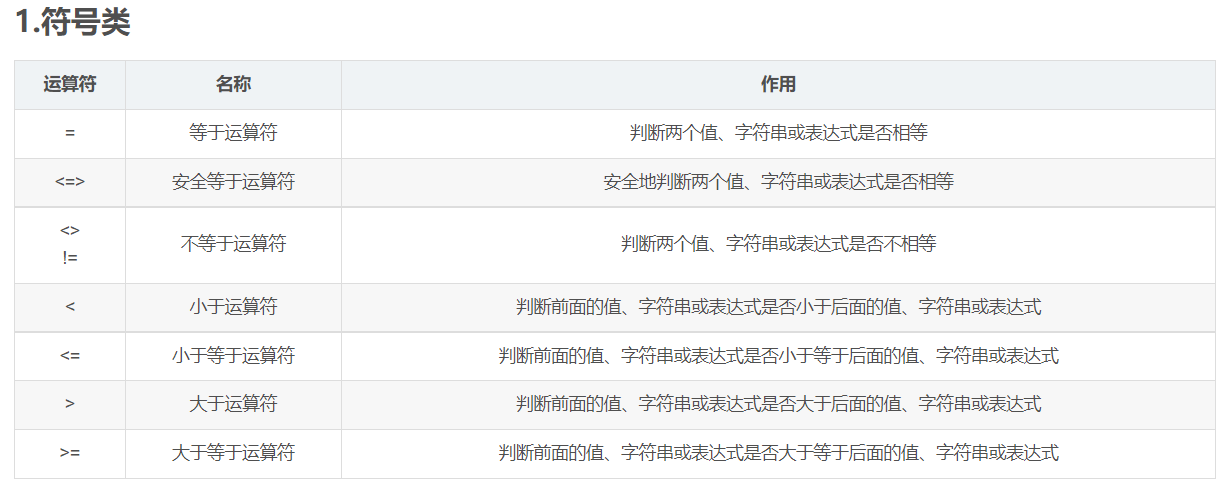 1.符号类
运算符 名称 作用
= 等于运算符 判断两个值、字符串或表达式是否相等
<=> 安全等于运算符 安全地判断两个值、字符串或表达式是否相等
<>
!= 不等于运算符 判断两个值、字符串或表达式是否不相等
< 小于运算符 判断前面的值、字符串或表达式是否小于后面的值、字符串或表达式
<= 小于等于运算符 判断前面的值、字符串或表达式是否小于等于后面的值、字符串或表达式
> 大于运算符 判断前面的值、字符串或表达式是否大于后面的值、字符串或表达式
>= 大于等于运算符 判断前面的值、字符串或表达式是否大于等于后面的值、字符串或表达式